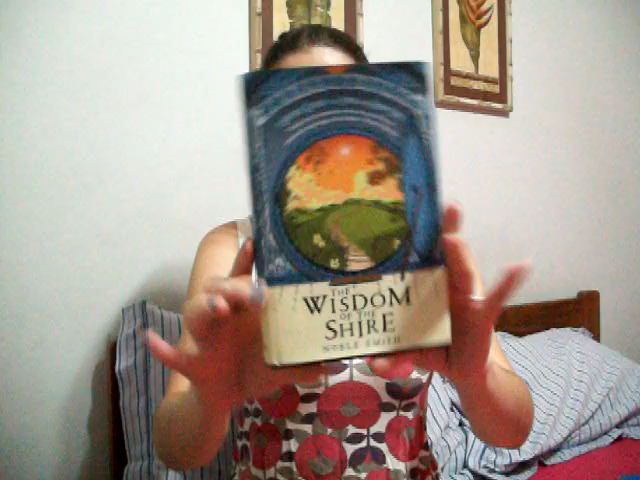 THE
WISDOM
OF THE
SHIRE
NOBLE SMITH